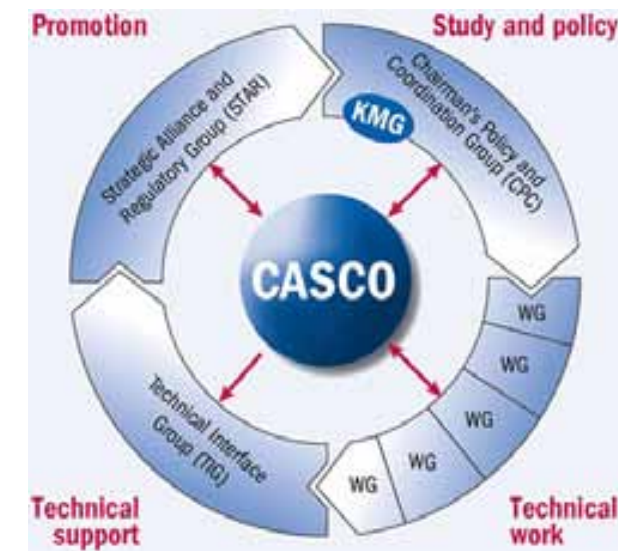 Promotion
Study and policy
Strategic Alliance and
Regulatory Group (STAR)
Chairman's Policy and
Coordination Group (CPC)
KMG
CASCO
WG
WG
WG
WG
WG
Technical Interface
Group (TIG)
Technical
support
Technical
work